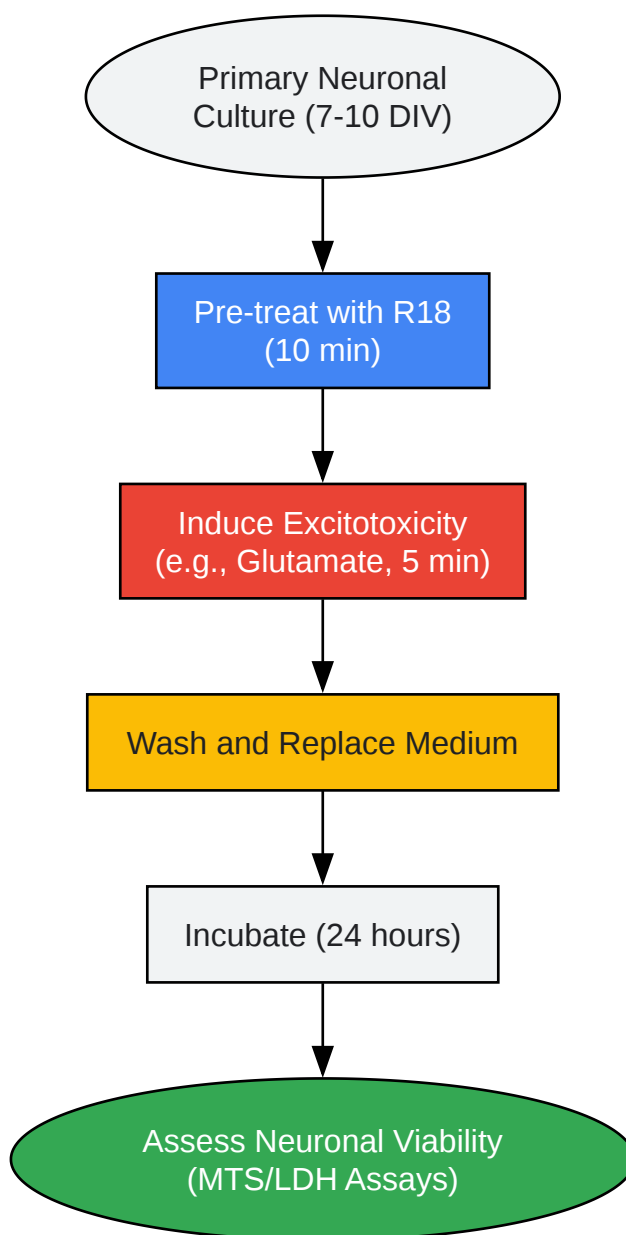 Primary Neuronal
Culture (7-10 DIV)
Pre-treat with R18
(10 min)
Induce Excitotoxicity
(e.g., Glutamate, 5 min)
Wash and Replace Medium
Incubate (24 hours)
Assess Neuronal Viability
(MTS/LDH Assays)